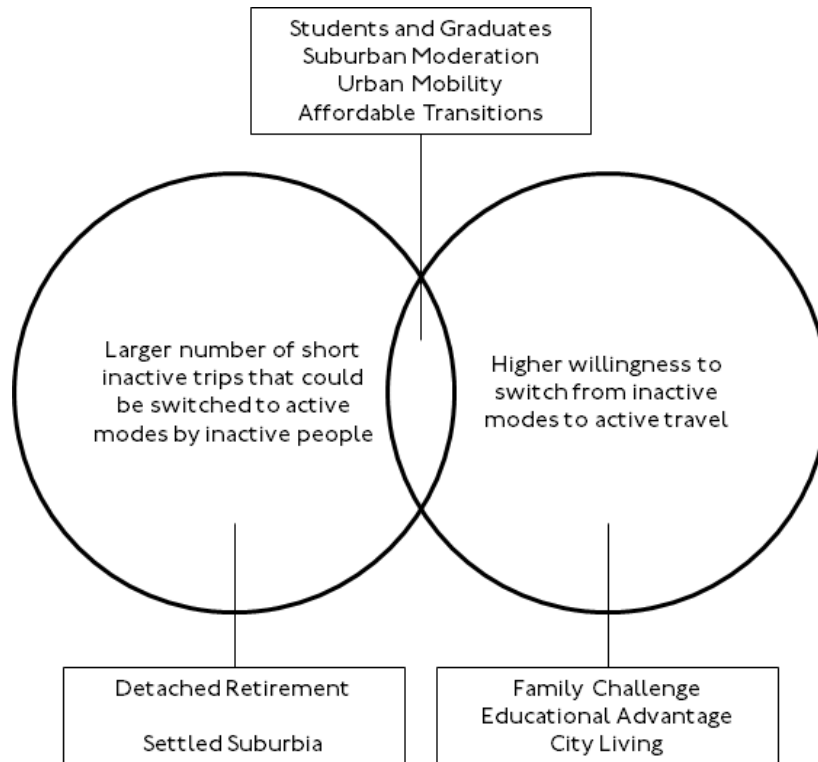 Students and Graduates
Suburban Moderation
Urban Mobility
Affordable Transitions
Larger number of short
inactive trips that could
be switched to active
modes by inactive people
Higher willingness to
switch from inactive
modes to active travel
Detached Retirement
Settled Suburbia
Family Challenge
Educational Advantage
City Living